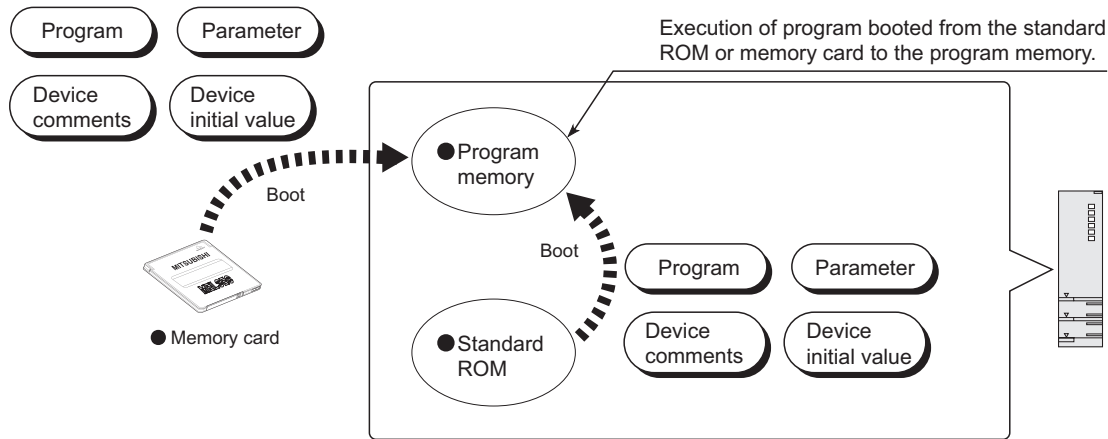 Program
Parameter
Device
comments
Device
initial value
Execution of program booted from the standard
ROM or memory card to the program memory.
●Program
memory
Boot
MITSUBISHI
● Memory card
Boot
●Standard
ROM
Program
Parameter
Device
comments
Device
initial value